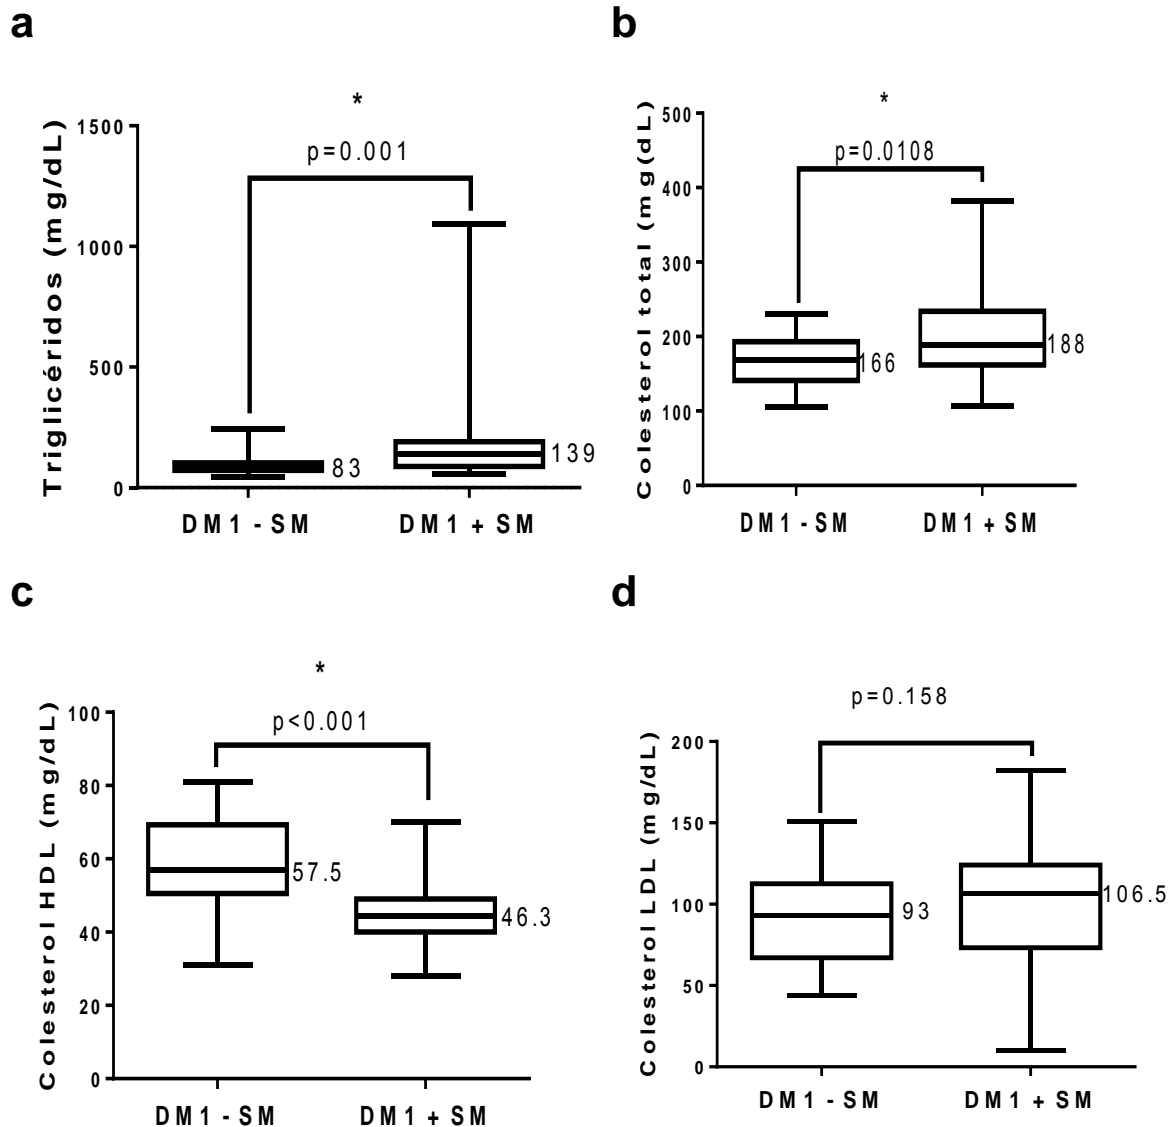 a
*
p=0.001
Triglicéridos (mg/dL)
1500
1000
500
0
83
139
DM1 - SM
DM1 + SM
b
*
p=0.0108
Colesterol total (mg(dL)
500
400
300
200
100
0
166
188
DM1 - SM
DM1 + SM
c
*
p<0.001
Colesterol HDL (mg/dL)
100
80
60
40
20
0
57.5
46.3
DM1 - SM
DM1 + SM
d
p=0.158
Colesterol LDL (mg/dL)
200
150
100
50
0
93
106.5
DM1 - SM
DM1 + SM